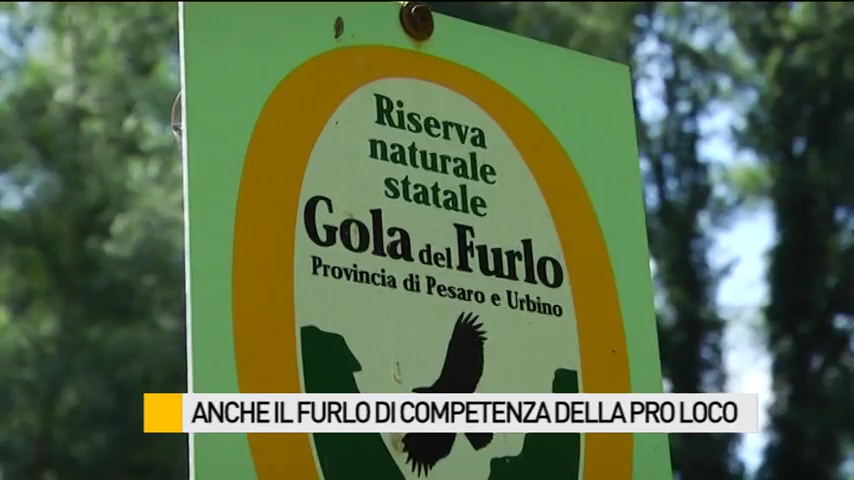 Riserva
naturale
statale
Gola del Furlo
Provincia di Pesaro e Urbino
ANCHE IL FURLO DI COMPETENZA DELLA PRO LOCO